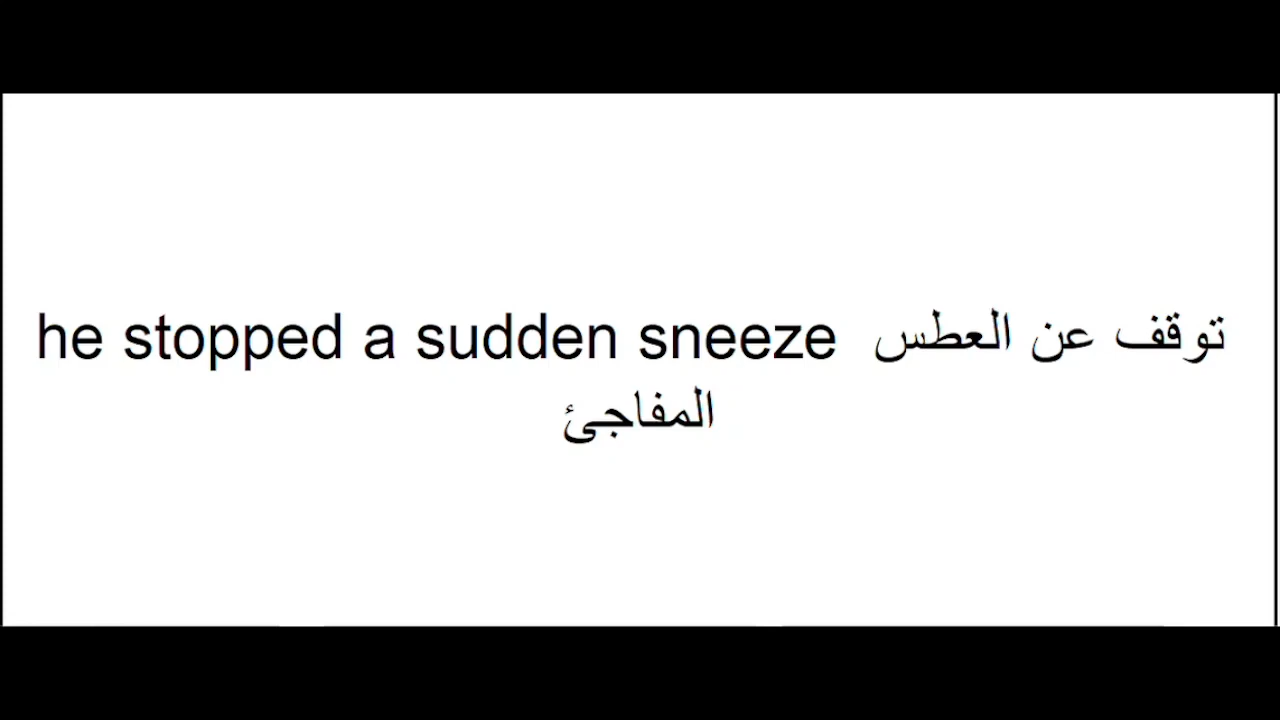 he stopped a sudden sneeze توقف عن العطس
المفاجئ